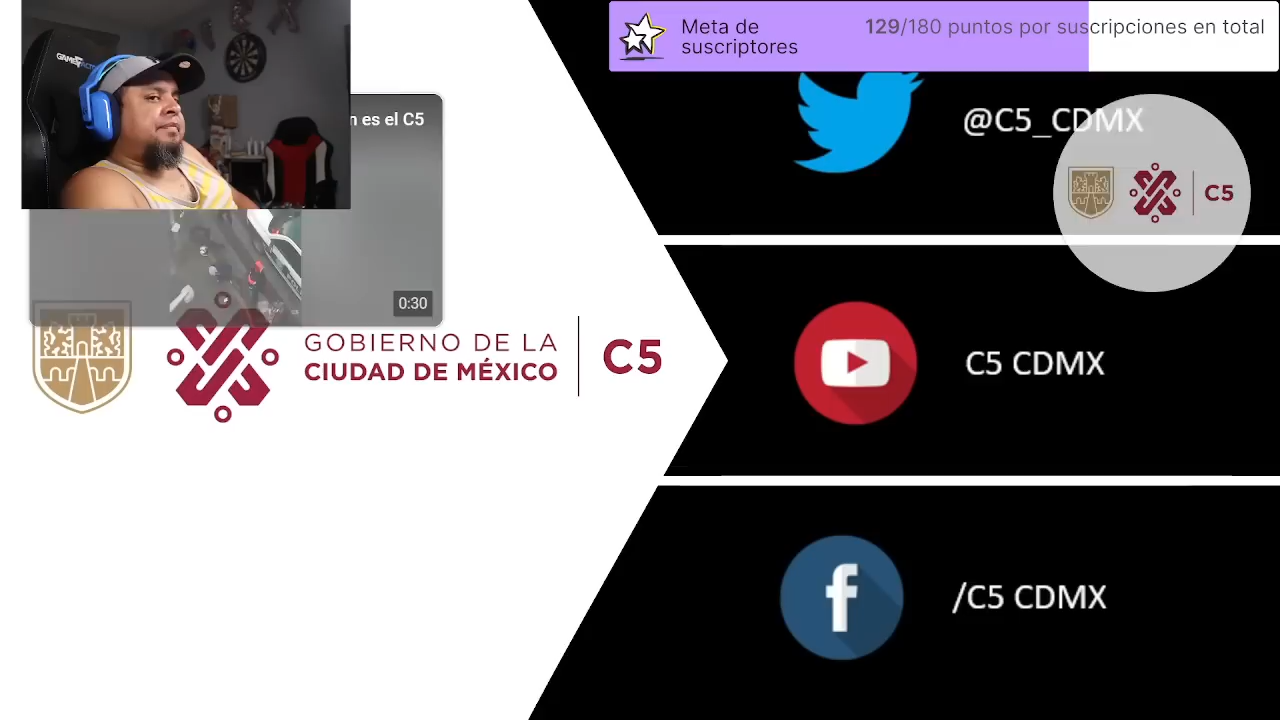 Meta de
suscriptores
129/180 puntos por suscripciones en total
n es el C5
@C5_CDMX
C5
0:30
GOBIERNO DE LA
CIUDAD DE MÉXICO
C5
C5 CDMX
/C5 CDMX